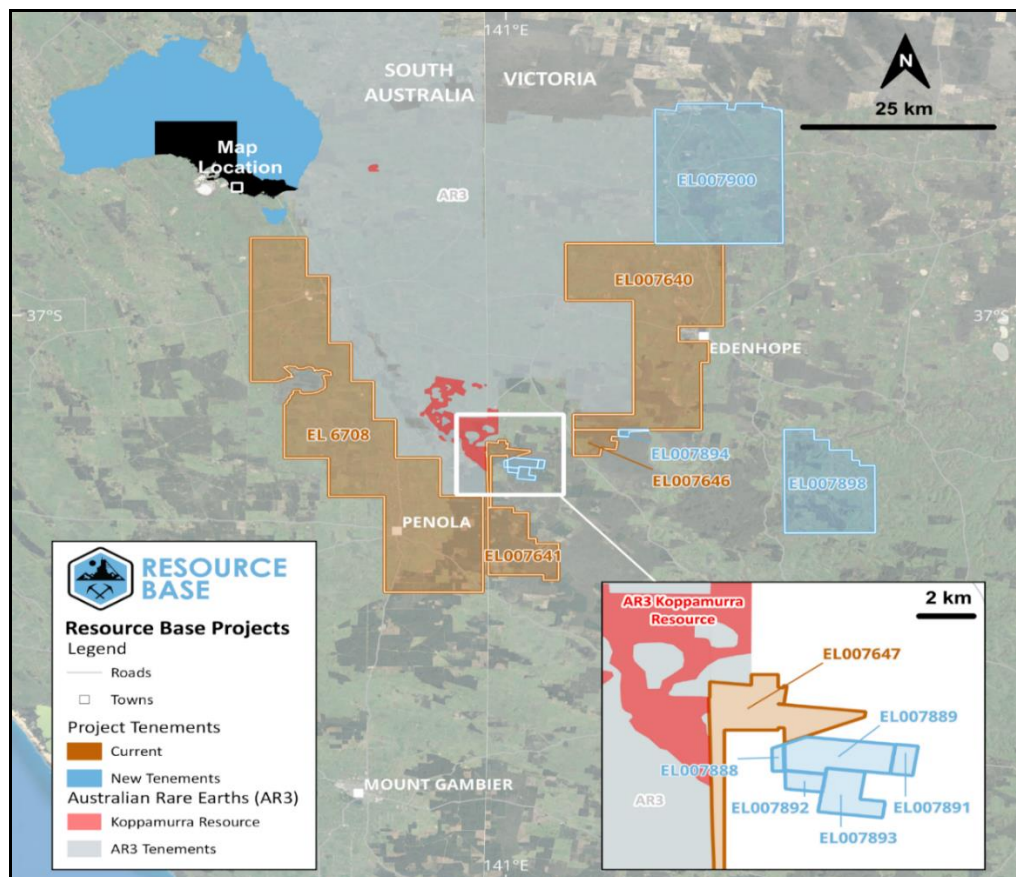 141°E
SOUTH
AUSTRALIA
VICTORIA
N
25 km
Map
Location
AR3
EL007900
EL007640
37°S
37°S
EDENHOPE
EL 6708
EL007894
EL007646
EL007898
PENOLA
EL007641
RESOURCE
BASE
Resource Base Projects
Legend
Roads
Towns
Project Tenements
Current
New Tenements
Australian Rare Earths (AR3)
Koppamurra Resource
AR3 Tenements
MOUNT GAMBIER
141°E
AR3 Koppamurra
Resource
2 km
EL007647
EL007889
EL007888
AR3
EL007892
EL007891
EL007893